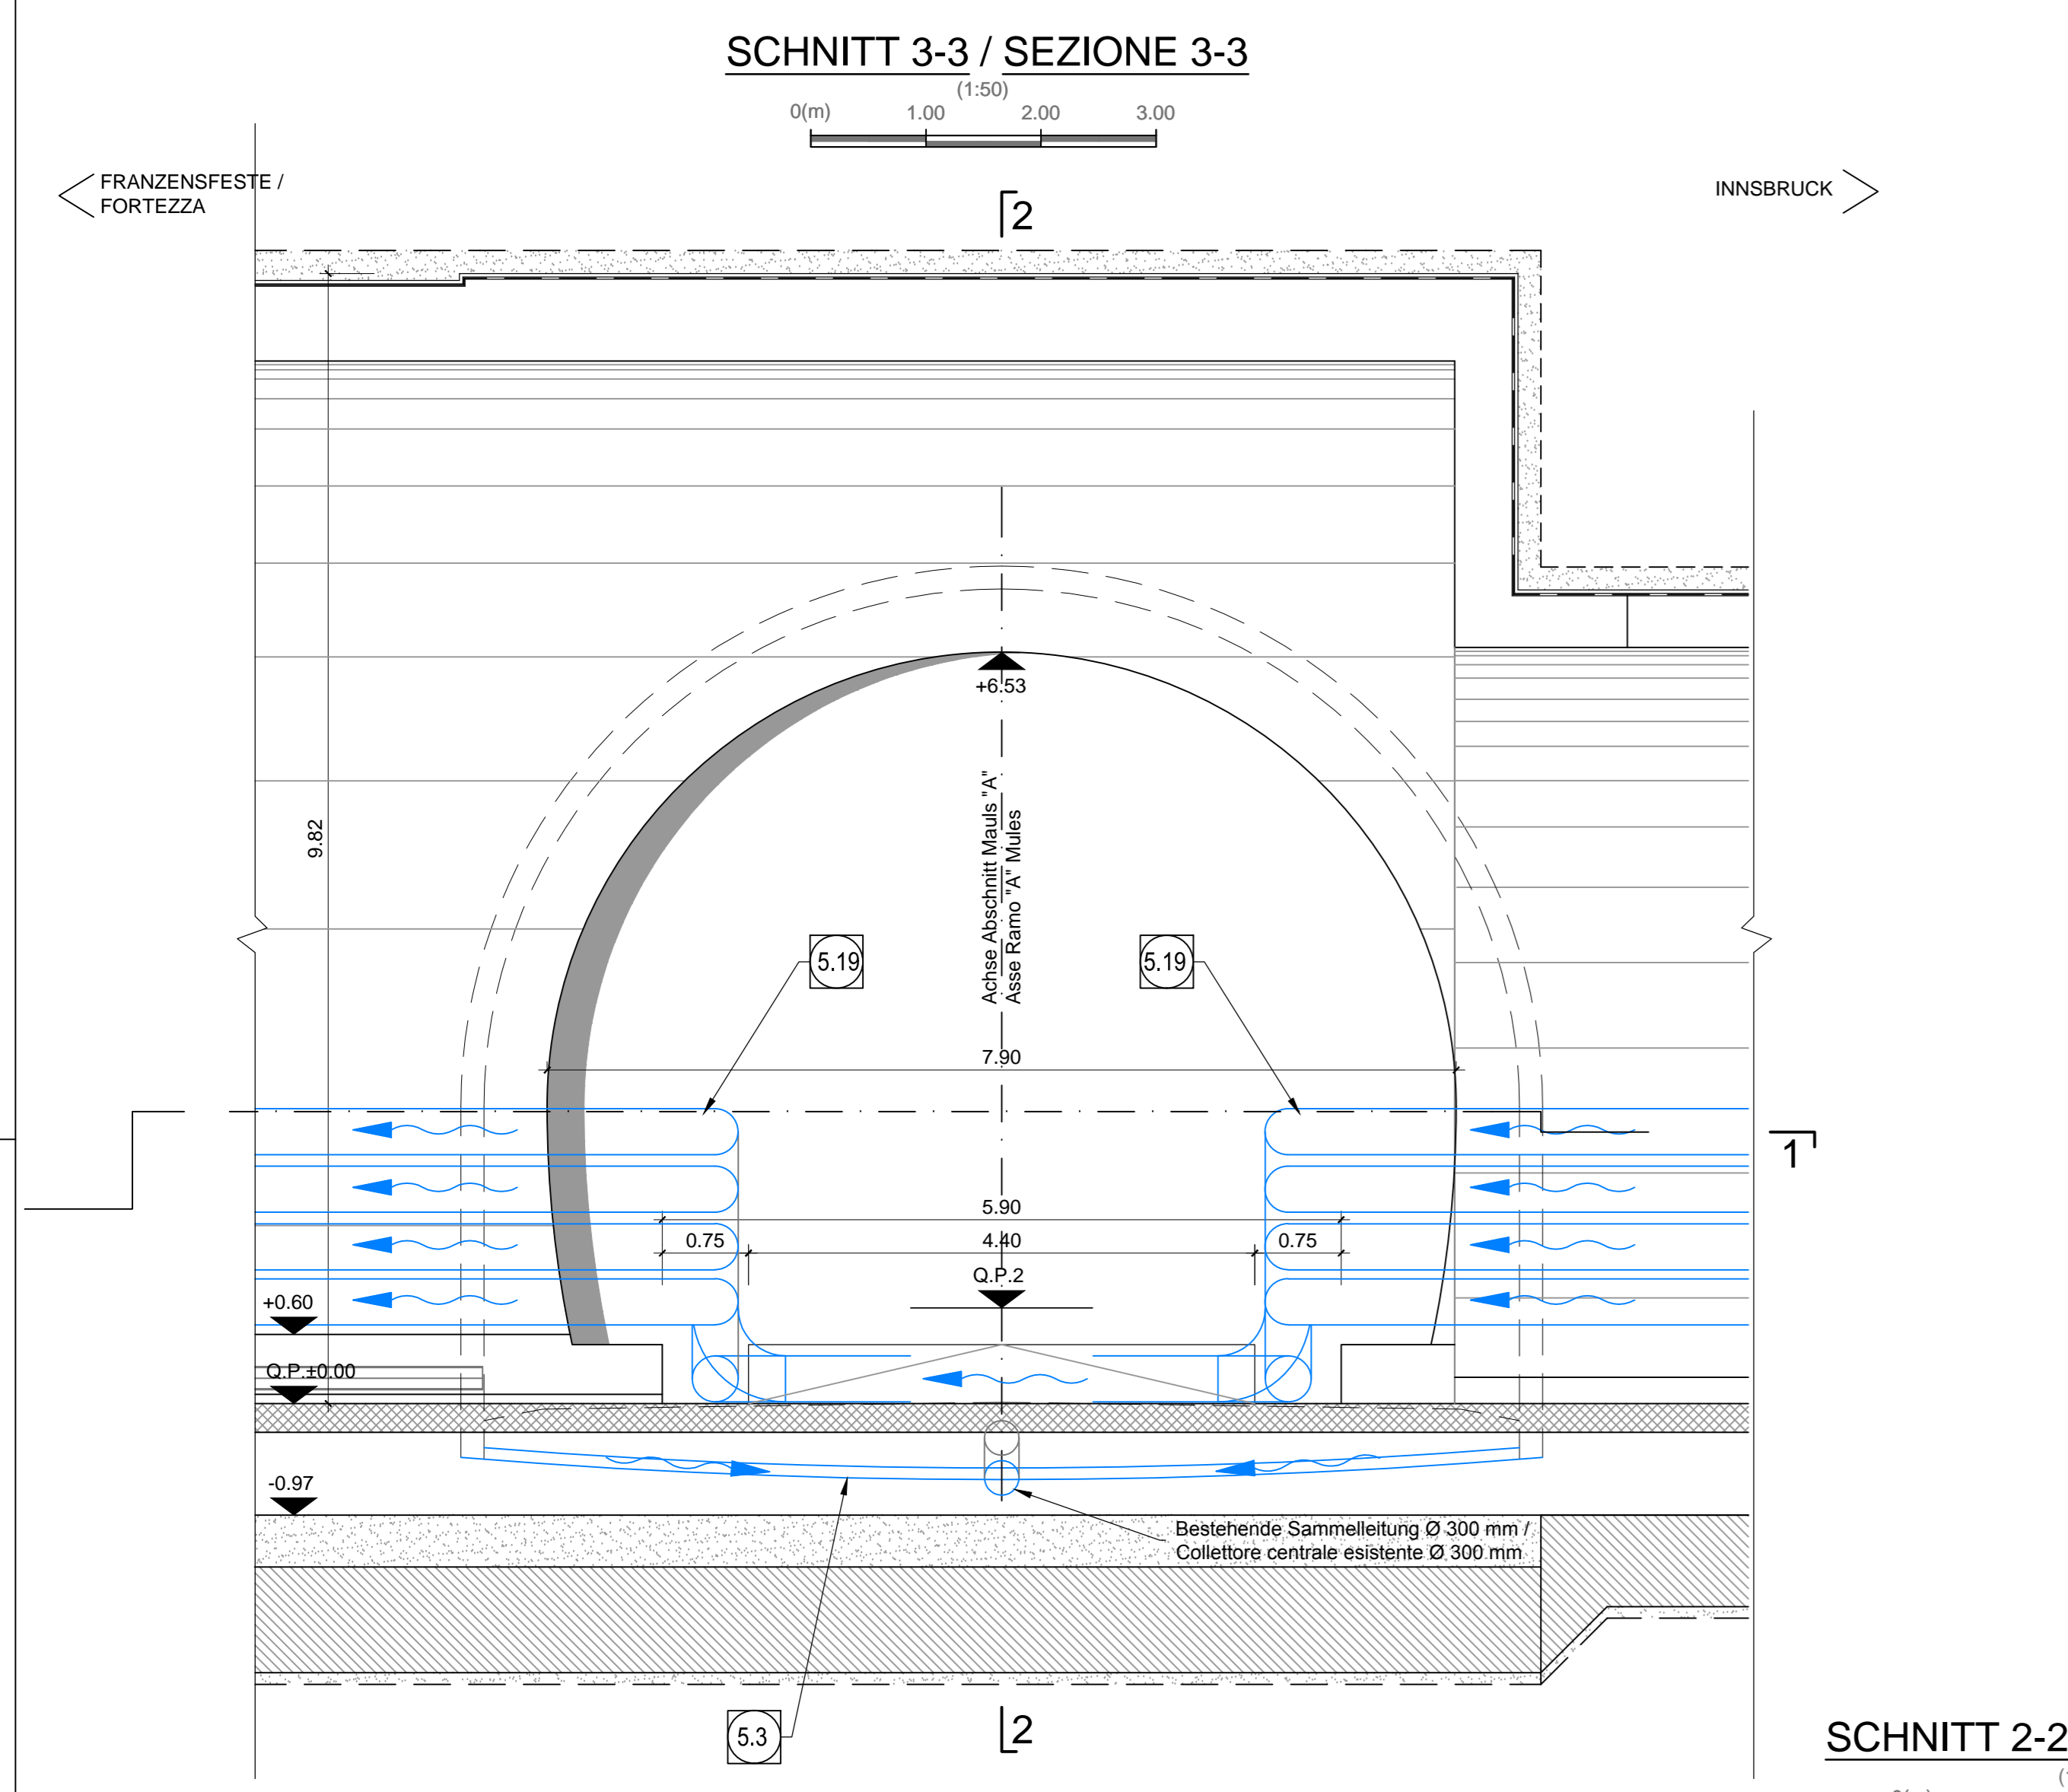 SCHNITT 3-3 / SEZIONE 3-3
(1:50)
0(m) 1.00 2.00 3.00
FRANZENSFESTE /
FORTEZZA
INNSBRUCK
2
+6.53
Achse Abschnitt Mauls "A"
Asse Ramo "A" Mules
9.82
5.19
5.19
7.90
1
5.90
0.75 4.40 0.75
Q.P.2
+0.60
Q.P.±0.00
-0.97
Bestehende Sammelleitung Ø 300 mm /
Collettore centrale esistente Ø 300 mm
5.3
2
SCHNITT 2-2